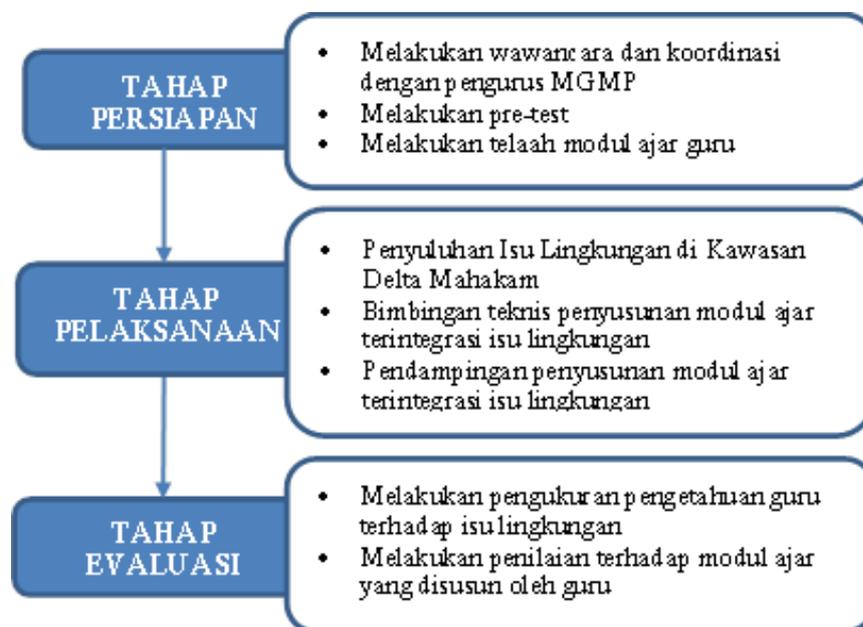 TAHAP
PERSIAPAN
• Melakukan wawancara dan koordinasi
dengan pengurus MGMP
• Melakukan pre-test
• Melakukan telaah modul ajar guru
TAHAP
PELAKSANAAN
• Penyuluhan Isu Lingkungan di Kawasan
Delta Mahakam
• Bimbingan teknis penyusunan modul ajar
terintegrasi isu lingkungan
• Pendampingan penyusunan modul ajar
terintegrasi isu lingkungan
TAHAP
EVALUASI
• Melakukan pengukuran pengetahuan guru
terhadap isu lingkungan
• Melakukan penilaian terhadap modul ajar
yang disusun oleh guru